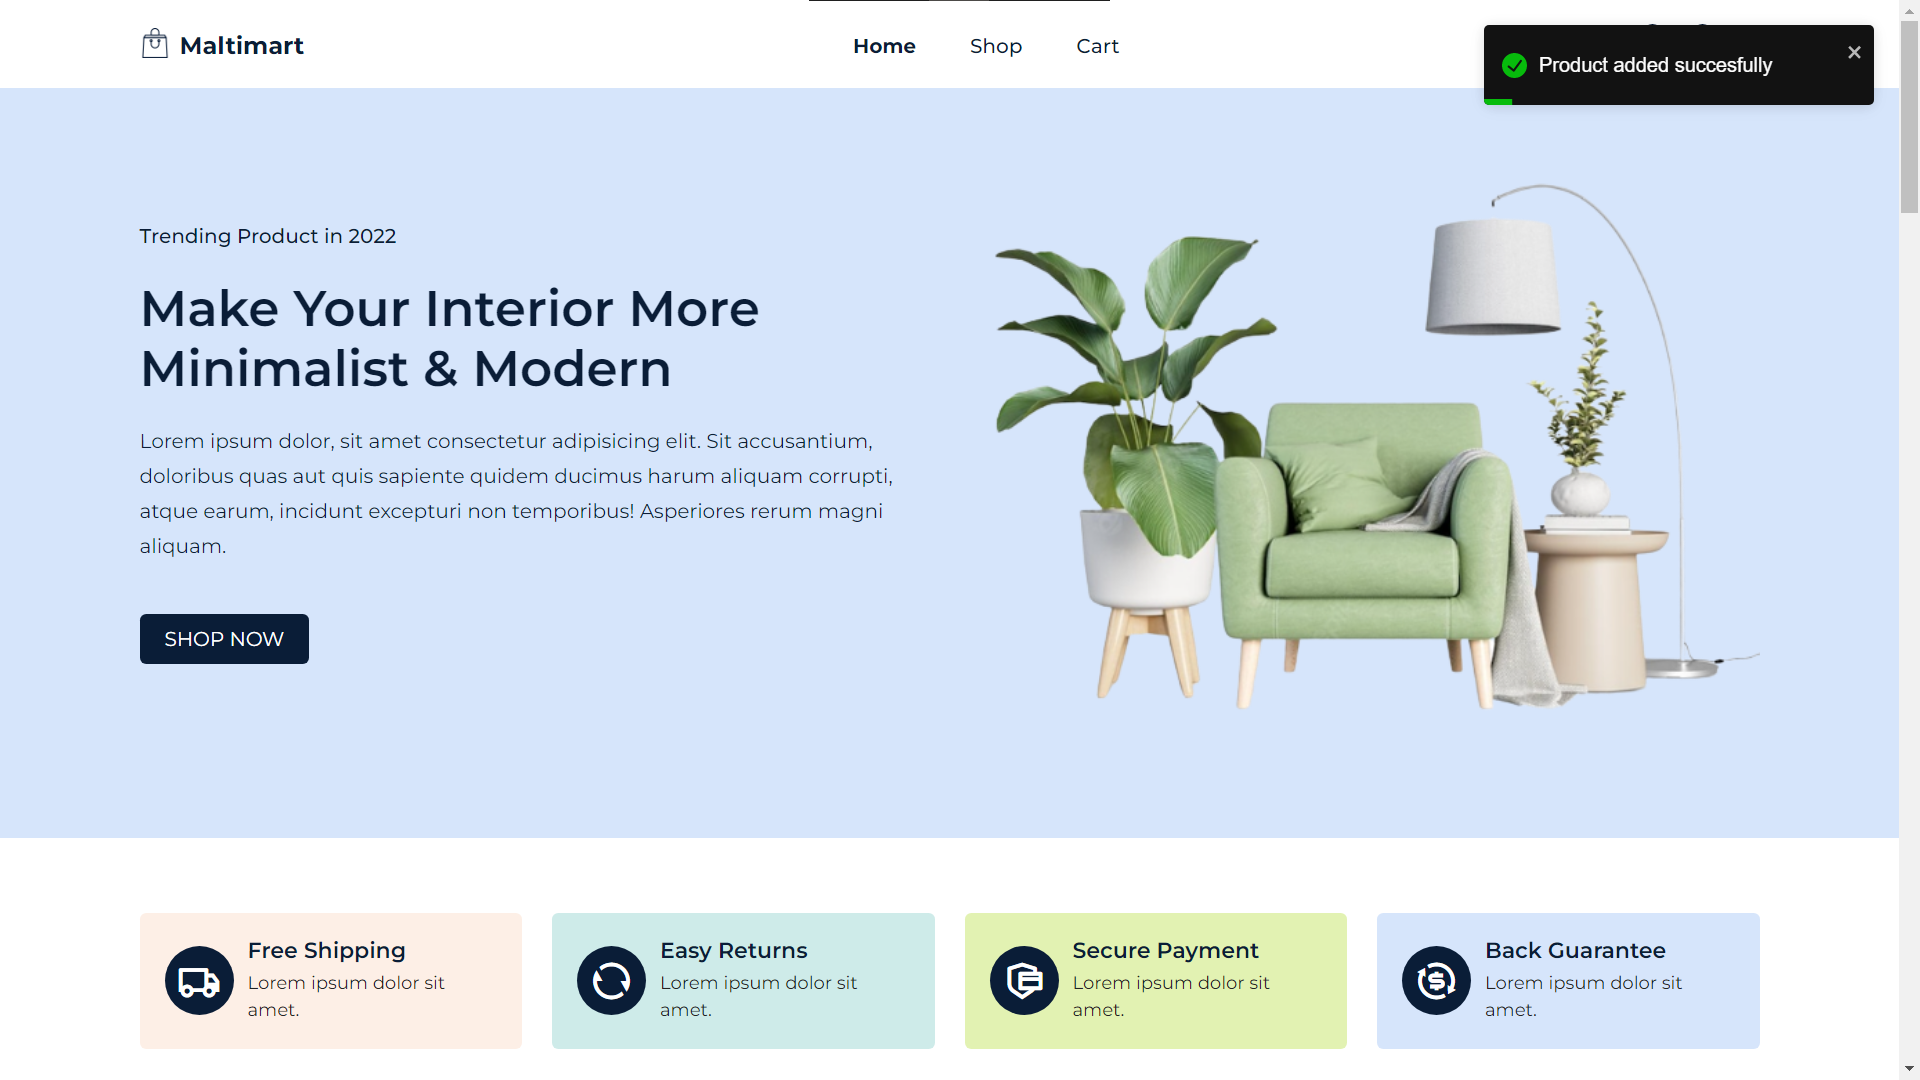 Maltimart
Home
Shop
Cart
Product added succesfully
Trending Product in 2022
Make Your Interior More
Minimalist & Modern
Lorem ipsum dolor, sit amet consectetur adipisicing elit. Sit accusantium,
doloribus quas aut quis sapiente quidem ducimus harum aliquam corrupti,
atque earum, incidunt excepturi non temporibus! Asperiores rerum magni
aliquam.
SHOP NOW
Free Shipping
Lorem ipsum dolor sit
amet.
Easy Returns
Lorem ipsum dolor sit
amet.
Secure Payment
Lorem ipsum dolor sit
amet.
Back Guarantee
Lorem ipsum dolor sit
amet.